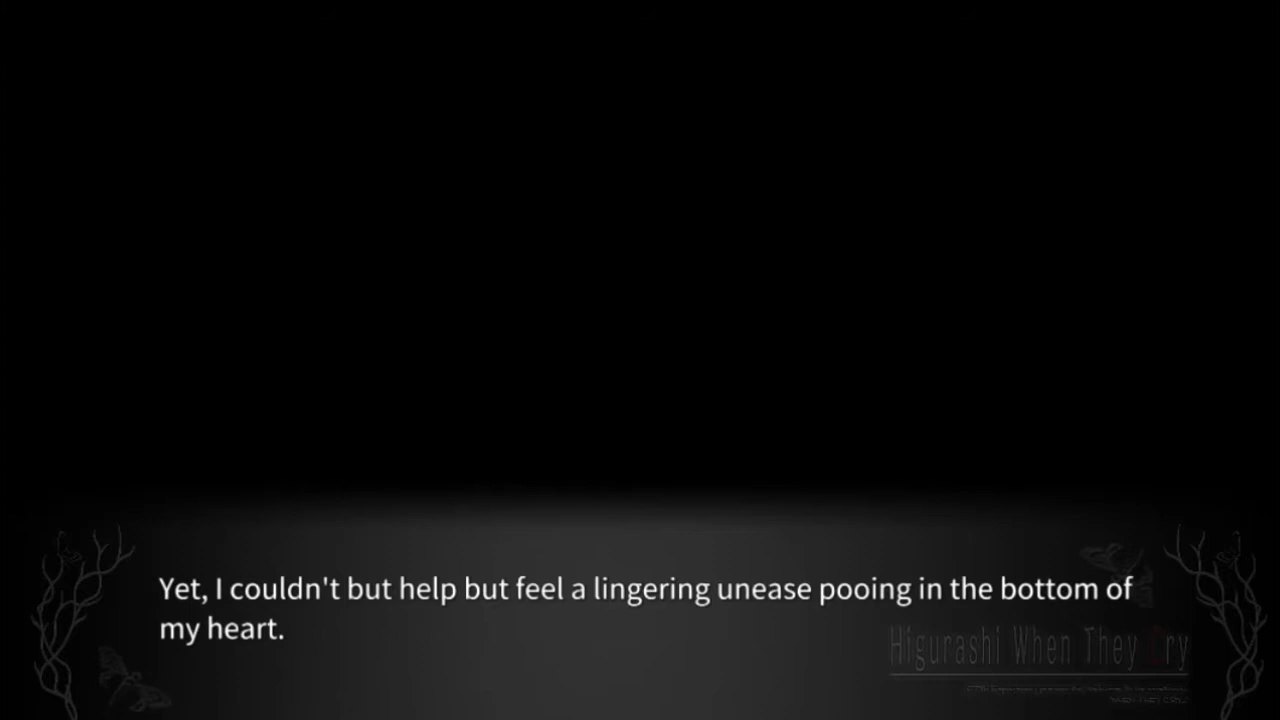 Yet, I couldn't but help but feel a lingering unease pooing in the bottom of
my heart.
Higurashi When They Cry